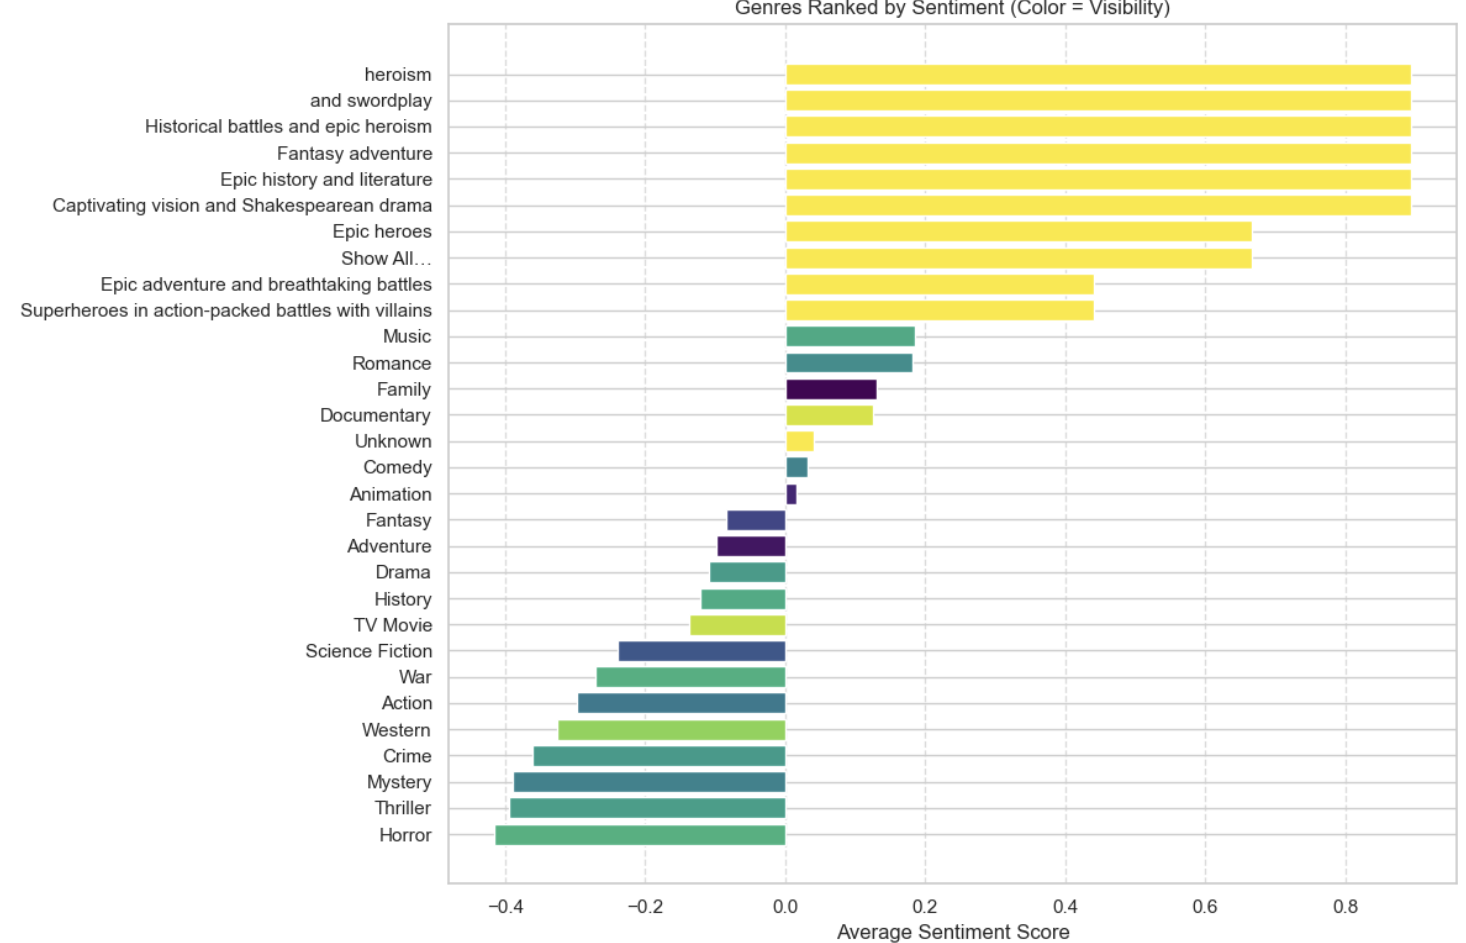 Genres Ranked by Sentiment (Color = Visibility)
heroism
and swordplay
Historical battles and epic heroism
Fantasy adventure
Epic history and literature
Captivating vision and Shakespearean drama
Epic heroes
Show All…
Epic adventure and breathtaking battles
Superheroes in action-packed battles with villains
Music
Romance
Family
Documentary
Unknown
Comedy
Animation
Fantasy
Adventure
Drama
History
TV Movie
Science Fiction
War
Action
Western
Crime
Mystery
Thriller
Horror
−0.4 −0.2 0.0 0.2 0.4 0.6 0.8
Average Sentiment Score